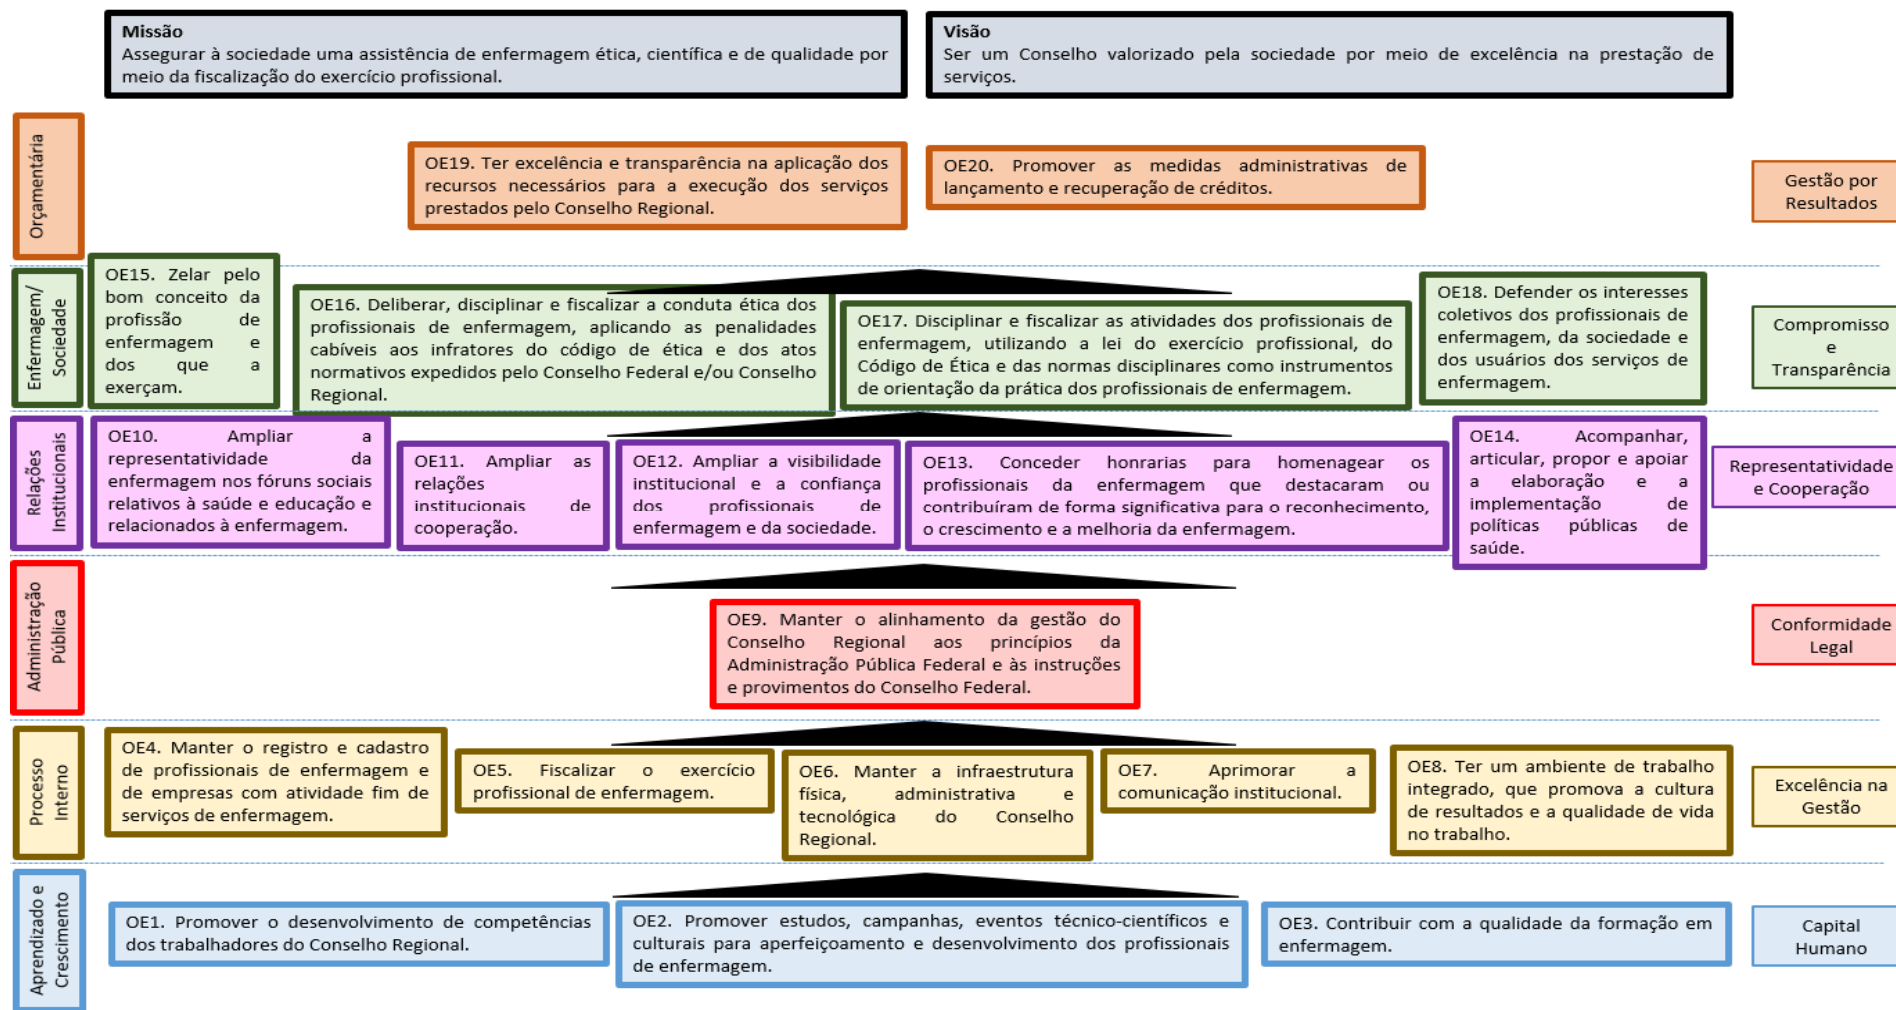 Missão
Assegurar à sociedade uma assistência de enfermagem ética, científica e de qualidade por
meio da fiscalização do exercício profissional.
Visão
Ser um Conselho valorizado pela sociedade por meio de excelência na prestação de
serviços.
Orçamentária
OE19. Ter excelência e transparência na aplicação dos
recursos necessários para a execução dos serviços
prestados pelo Conselho Regional.
OE20. Promover as medidas administrativas de
lançamento e recuperação de créditos.
Gestão por
Resultados
Enfermagem/
Sociedade
OE15. Zelar pelo
bom conceito da
profissão de
enfermagem e
dos que a
exerçam.
OE16. Deliberar, disciplinar e fiscalizar a conduta ética dos
profissionais de enfermagem, aplicando as penalidades
cabíveis aos infratores do código de ética e dos atos
normativos expedidos pelo Conselho Federal e/ou Conselho
Regional.
OE17. Disciplinar e fiscalizar as atividades dos profissionais de
enfermagem, utilizando a lei do exercício profissional, do
Código de Ética e das normas disciplinares como instrumentos
de orientação da prática dos profissionais de enfermagem.
OE18. Defender os interesses
coletivos dos profissionais de
enfermagem, da sociedade e
dos usuários dos serviços de
enfermagem.
Compromisso
e
Transparência
Relações
Institucionais
OE10. Ampliar a
representatividade da
enfermagem nos fóruns sociais
relativos à saúde e educação e
relacionados à enfermagem.
OE11. Ampliar as
relações
institucionais de
cooperação.
OE12. Ampliar a visibilidade
institucional e a confiança
dos profissionais de
enfermagem e da sociedade.
OE13. Conceder honrarias para homenagear os
profissionais da enfermagem que destacaram ou
contribuíram de forma significativa para o reconhecimento,
o crescimento e a melhoria da enfermagem.
OE14. Acompanhar,
articular, propor e apoiar
a elaboração e a
implementação de
políticas públicas de
saúde.
Representatividade
e Cooperação
Administração
Pública
OE9. Manter o alinhamento da gestão do
Conselho Regional aos princípios da
Administração Pública Federal e às instruções
e provimentos do Conselho Federal.
Conformidade
Legal
Processo
Interno
OE4. Manter o registro e cadastro
de profissionais de enfermagem e
de empresas com atividade fim de
serviços de enfermagem.
OE5. Fiscalizar o exercício
profissional de enfermagem.
OE6. Manter a infraestrutura
física, administrativa e
tecnológica do Conselho
Regional.
OE7. Aprimorar a
comunicação institucional.
OE8. Ter um ambiente de trabalho
integrado, que promova a cultura
de resultados e a qualidade de vida
no trabalho.
Excelência na
Gestão
Aprendizado e
Crescimento
OE1. Promover o desenvolvimento de competências
dos trabalhadores do Conselho Regional.
OE2. Promover estudos, campanhas, eventos técnico-científicos e
culturais para aperfeiçoamento e desenvolvimento dos profissionais
de enfermagem.
OE3. Contribuir com a qualidade da formação em
enfermagem.
Capital
Humano